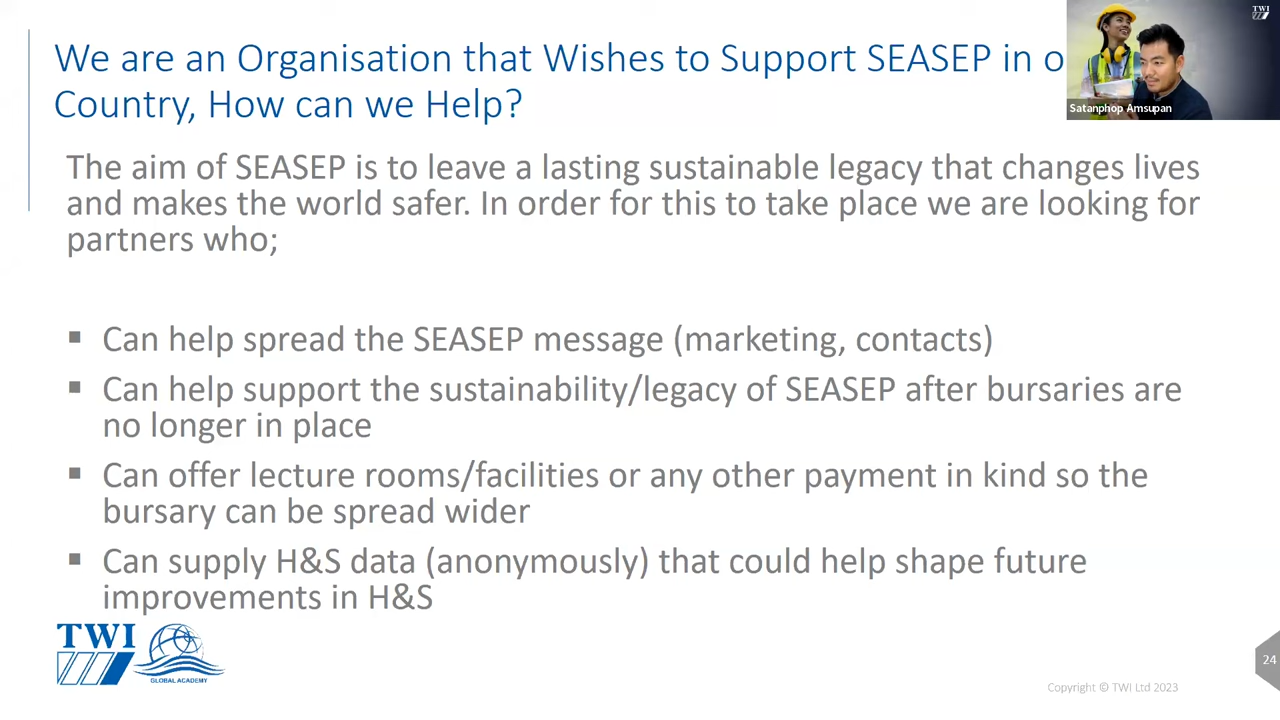 We are an Organisation that Wishes to Support SEASEP in o
Country, How can we Help?
TWI
Satanphop Amsupan
The aim of SEASEP is to leave a lasting sustainable legacy that changes lives
and makes the world safer. In order for this to take place we are looking for
partners who;
▪ Can help spread the SEASEP message (marketing, contacts)
▪ Can help support the sustainability/legacy of SEASEP after bursaries are
no longer in place
▪ Can offer lecture rooms/facilities or any other payment in kind so the
bursary can be spread wider
▪ Can supply H&S data (anonymously) that could help shape future
improvements in H&S
TWI
GLOBAL ACADEMY
24
Copyright © TWI Ltd 2023